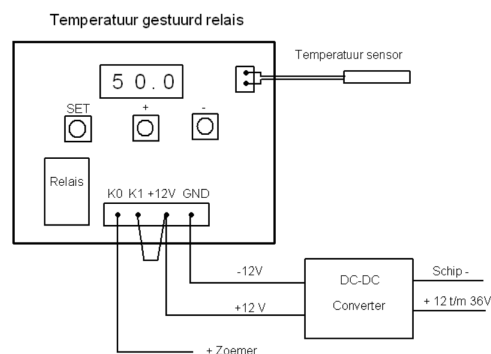 Temperatuur gestuurd relais
Temperatuur sensor
50.0
SET + -
Relais
K0 K1 +12V GND
-12V
DC-DC
Converter
Schip -
+12 V
+ 12 t/m 36V
+ Zoemer